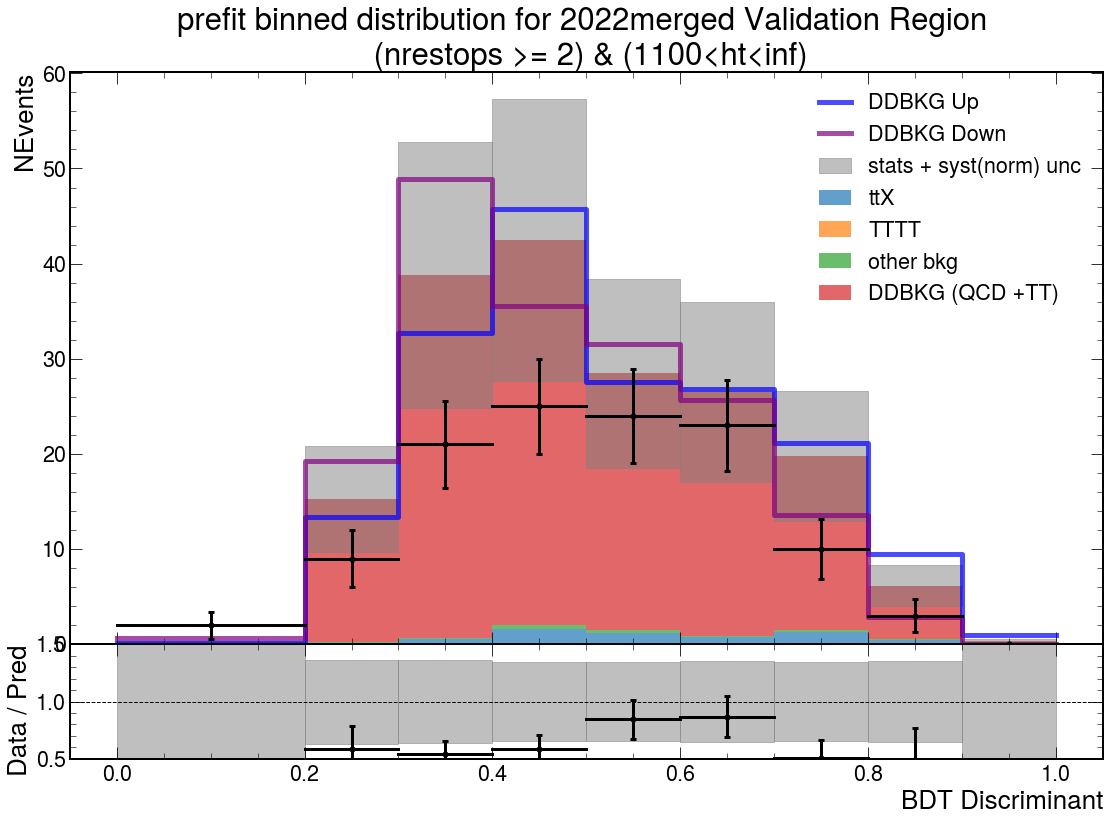 prefit binned distribution for 2022merged Validation Region
(nrestops >= 2) & (1100<ht<inf)
NEvents
60
50
40
30
20
10
0
DDBKG Up
DDBKG Down
stats + syst(norm) unc
ttX
TTTT
other bkg
DDBKG (QCD +TT)
Data / Pred
1.5
1.0
0.5
0.0
0.2
0.4
0.6
0.8
1.0
BDT Discriminant